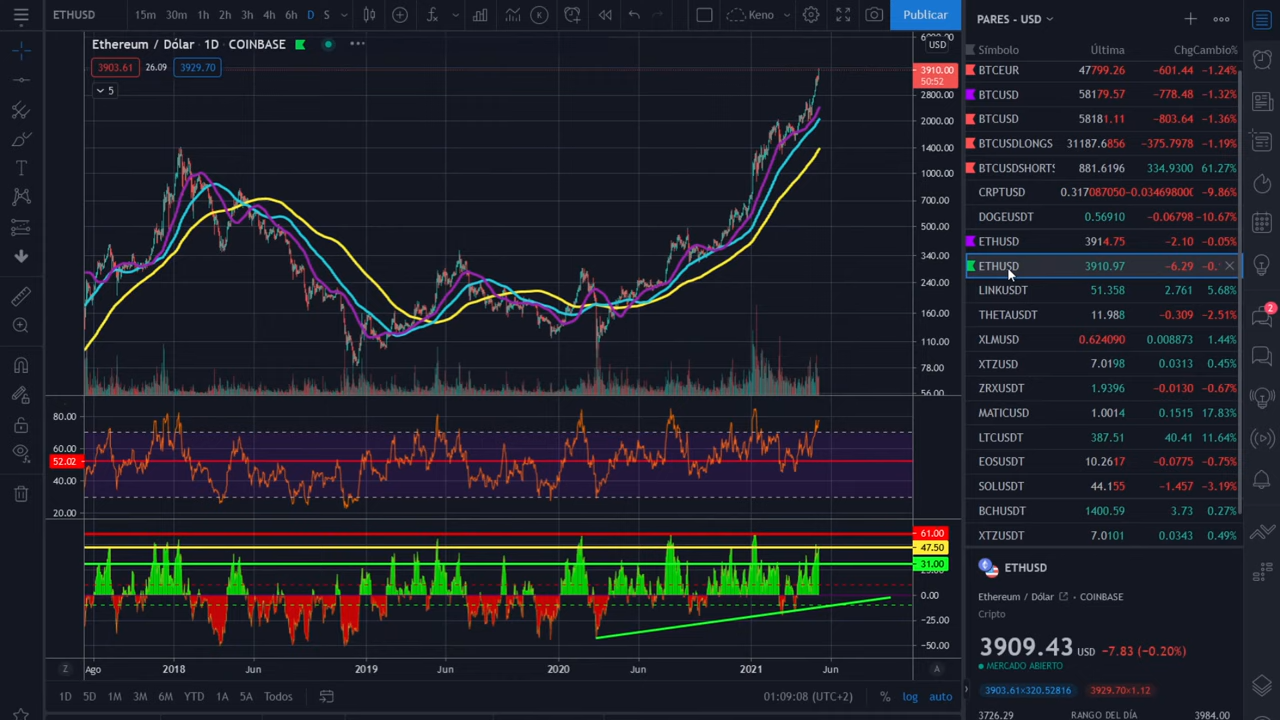 ETHUSD 15m 30m 1h 2h 3h 4h 6h D S Keno Publicar
Ethereum / Dólar · 1D · COINBASE
3903.61 26.09 3929.70
5
USD
3910.00
50:52
2800.00
2000.00
1400.00
1000.00
700.00
500.00
340.00
240.00
160.00
110.00
78.00
56.00
80.00
60.00
52.02
40.00
20.00
61.00
47.50
31.00
0.00
-25.00
-50.00
Z Ago 2018 Jun 2019 Jun 2020 Jun 2021 Jun A
1D 5D 1M 3M 6M YTD 1A 5A Todos 01:09:08 (UTC+2) % log auto
PARES - USD
Símbolo Última Chg Cambio%
BTCEUR 47799.26 -601.44 -1.24%
BTCUSD 58179.57 -778.48 -1.32%
BTCUSD 58181.11 -803.64 -1.36%
BTCUSDLONGS 31187.6856 -375.7978 -1.19%
BTCUSDSHORTS 881.6196 334.9300 61.27%
CRPTUSD 0.317087050 -0.03469800 -9.86%
DOGEUSDT 0.56910 -0.06798 -10.67%
ETHUSD 3914.75 -2.10 -0.05%
ETHUSD 3910.97 -6.29 -0.
LINKUSDT 51.358 2.761 5.68%
THETAUSDT 11.988 -0.309 -2.51%
XLMUSD 0.624090 0.008873 1.44%
XTZUSD 7.0198 0.0313 0.45%
ZRXUSDT 1.9396 -0.0130 -0.67%
MATICUSD 1.0014 0.1515 17.83%
LTCUSDT 387.51 40.41 11.64%
EOSUSDT 10.2617 -0.0775 -0.75%
SOLUSDT 44.155 -1.457 -3.19%
BCHUSDT 1400.59 3.73 0.27%
XTZUSDT 7.0101 0.0343 0.49%
2
ETHUSD
Ethereum / Dólar · COINBASE
Cripto
3909.43 USD -7.83 (-0.20%)
MERCADO ABIERTO
3903.61×320.52816 3929.70×1.12
3726.29 RANGO DEL DÍA 3984.00